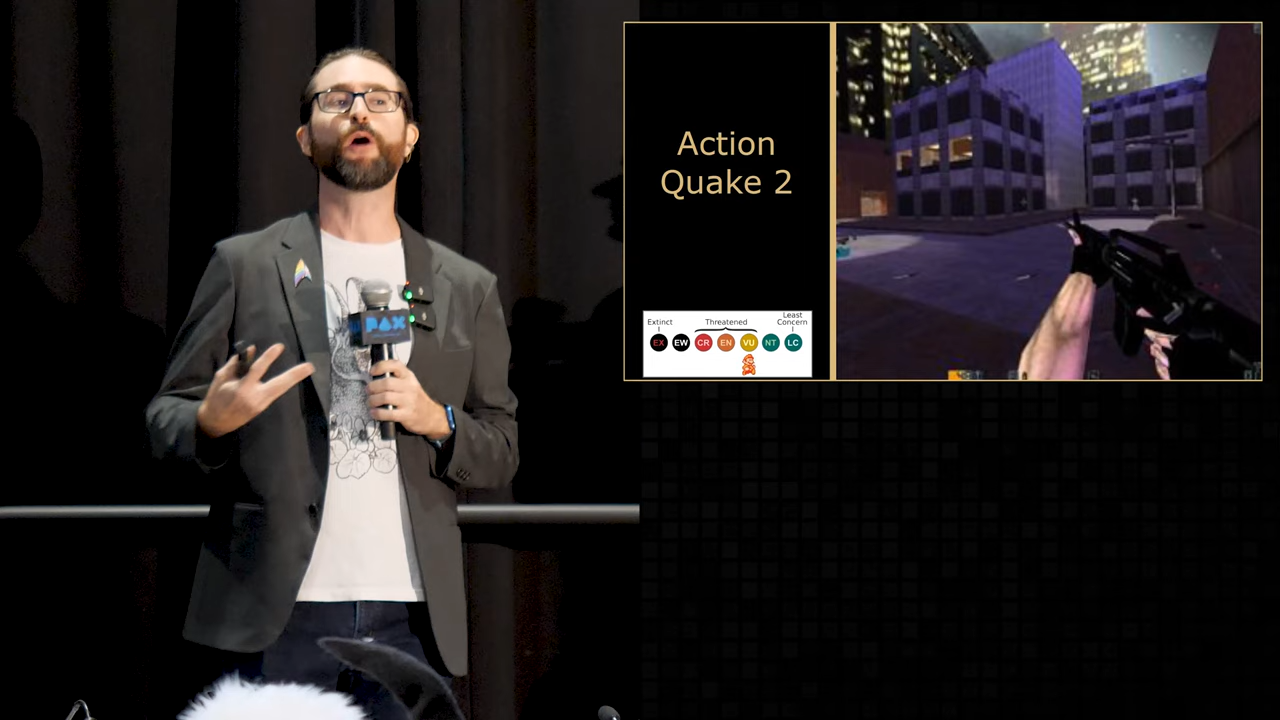 PAX
Action
Quake 2
Extinct
Threatened
Least
Concern
EX EW CR EN VU NT LC